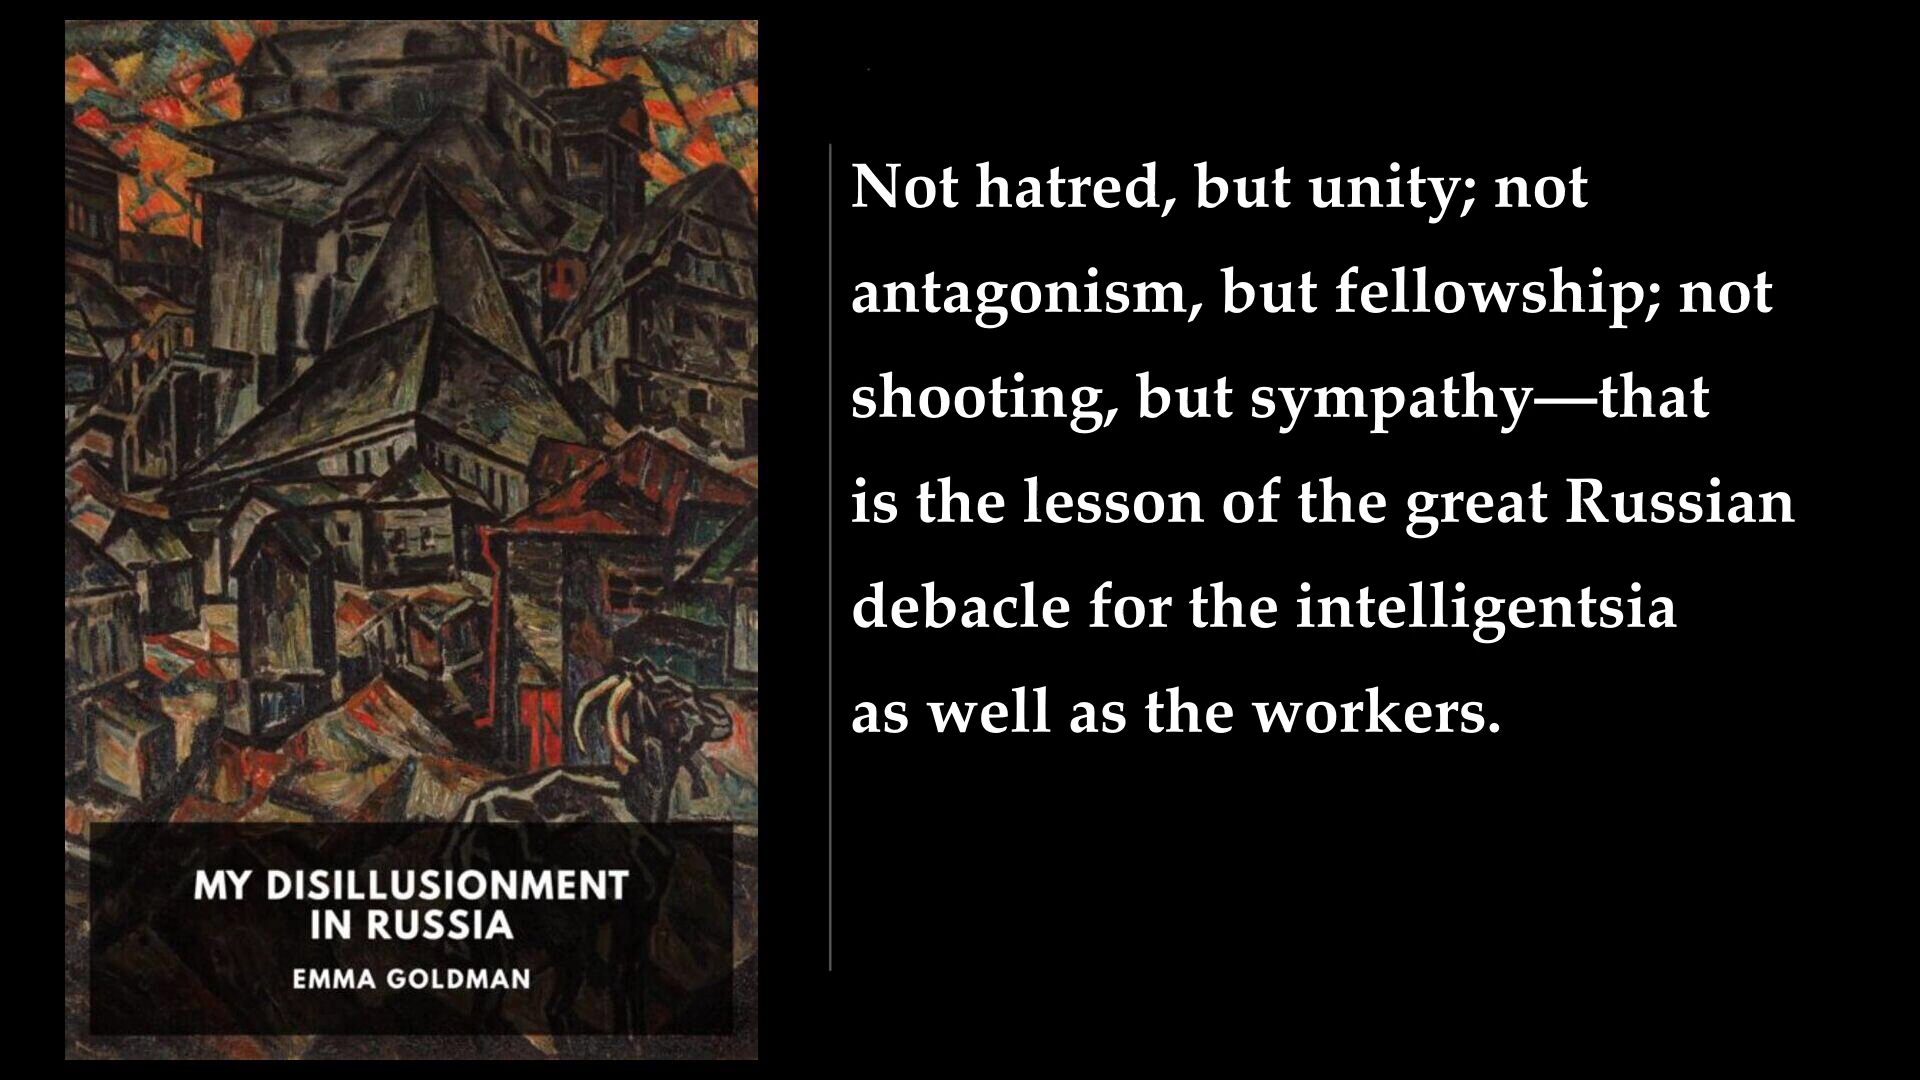 MY DISILLUSIONMENT
IN RUSSIA
EMMA GOLDMAN
Not hatred, but unity; not
antagonism, but fellowship; not
shooting, but sympathy—that
is the lesson of the great Russian
debacle for the intelligentsia
as well as the workers.